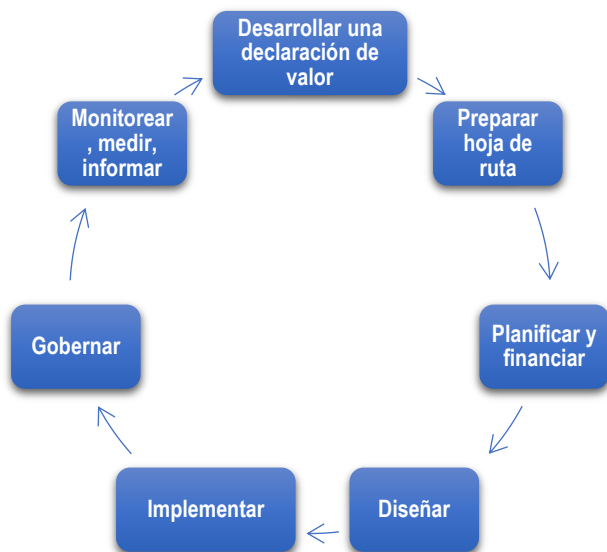 Desarrollar una
declaración de
valor
Preparar
hoja de
ruta
Planificar y
financiar
Diseñar
Implementar
Gobernar
Monitorear
, medir,
informar